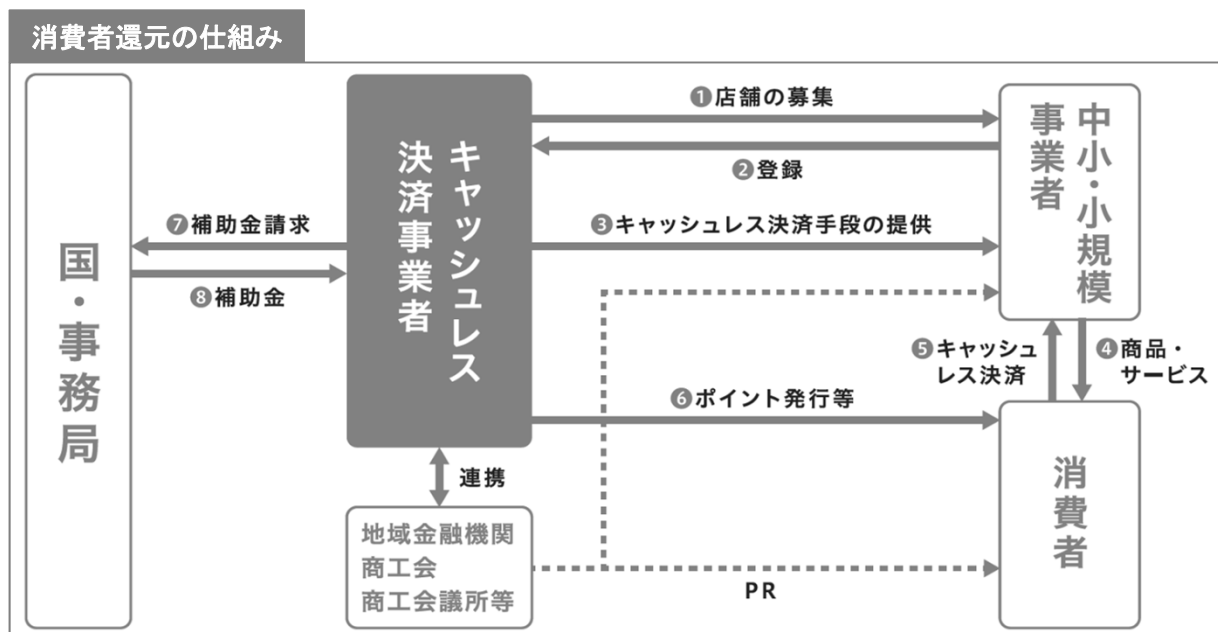 消費者還元の仕組み
国・事務局
❼補助金請求
❽補助金
キャッシュレス
決済事業者
❶店舗の募集
❷登録
❸キャッシュレス決済手段の提供
中小・小規模
事業者
❺キャッシュ
レス決済
❹商品・
サービス
❻ポイント発行等
消費者
連携
地域金融機関
商工会
商工会議所等
PR